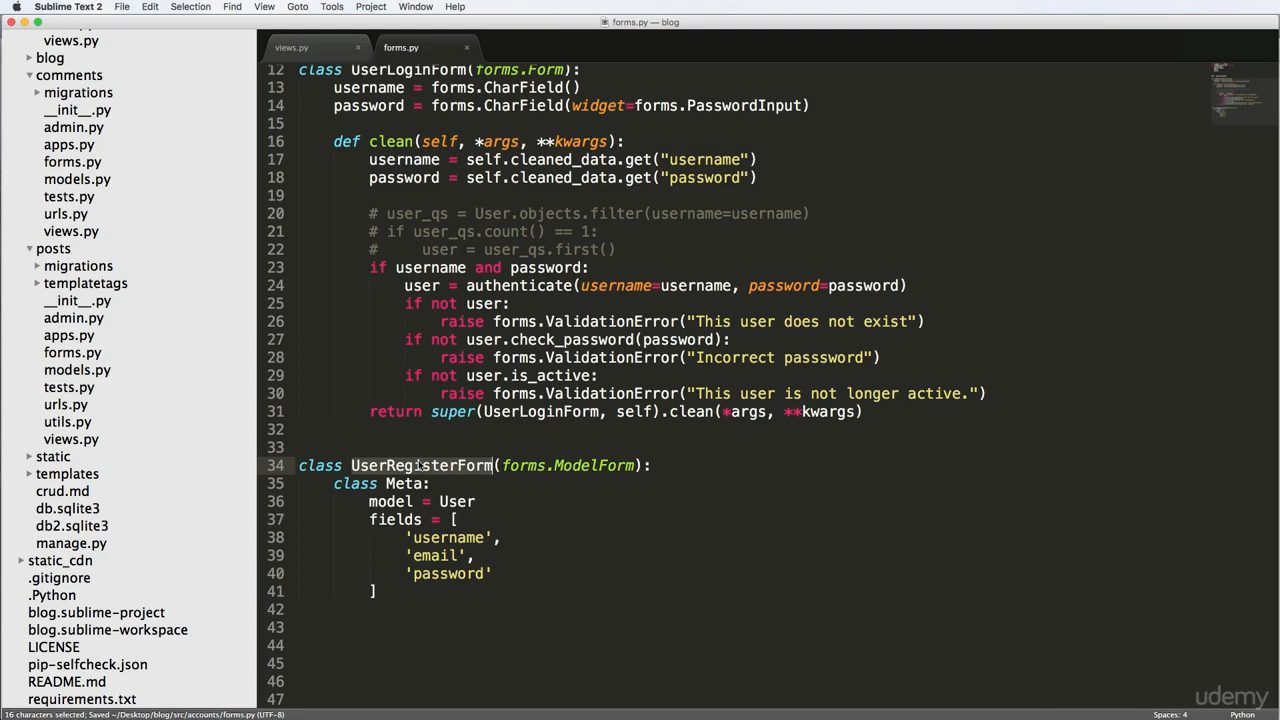 Sublime Text 2 File Edit Selection Find View Goto Tools Project Window Help
forms.py — blog
views.py
blog
comments
migrations
__init__.py
admin.py
apps.py
forms.py
models.py
tests.py
urls.py
views.py
posts
migrations
templatetags
__init__.py
admin.py
apps.py
forms.py
models.py
tests.py
urls.py
utils.py
views.py
static
templates
crud.md
db.sqlite3
db2.sqlite3
manage.py
static_cdn
.gitignore
.Python
blog.sublime-project
blog.sublime-workspace
LICENSE
pip-selfcheck.json
README.md
requirements.txt
views.py × forms.py ×
12 class UserLoginForm(forms.Form):
13 username = forms.CharField()
14 password = forms.CharField(widget=forms.PasswordInput)
15
16 def clean(self, *args, **kwargs):
17 username = self.cleaned_data.get("username")
18 password = self.cleaned_data.get("password")
19
20 # user_qs = User.objects.filter(username=username)
21 # if user_qs.count() == 1:
22 # user = user_qs.first()
23 if username and password:
24 user = authenticate(username=username, password=password)
25 if not user:
26 raise forms.ValidationError("This user does not exist")
27 if not user.check_password(password):
28 raise forms.ValidationError("Incorrect passsword")
29 if not user.is_active:
30 raise forms.ValidationError("This user is not longer active.")
31 return super(UserLoginForm, self).clean(*args, **kwargs)
32
33
34 class UserRegisterForm(forms.ModelForm):
35 class Meta:
36 model = User
37 fields = [
38 'username',
39 'email',
40 'password'
41 ]
42
43
44
45
46
47
udemy
16 characters selected; Saved ~/Desktop/blog/src/accounts/forms.py (UTF-8) Spaces: 4 Python